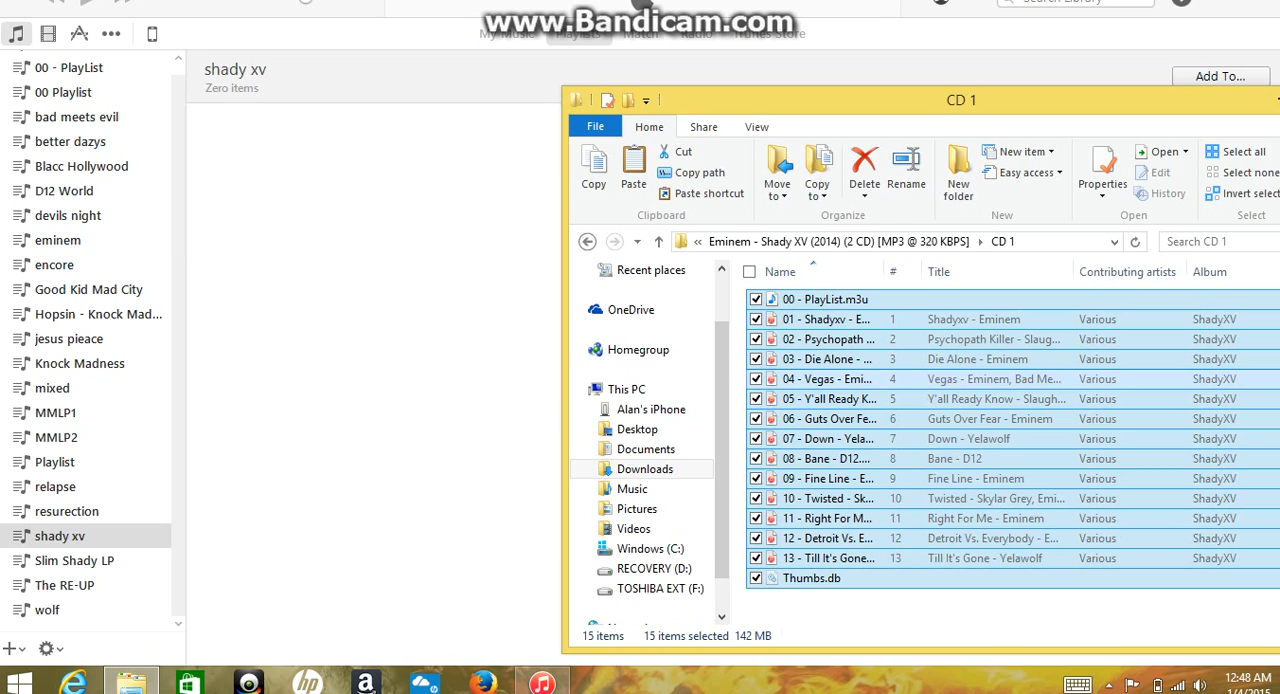 www.Bandicam.com
Search Library
My Music Playlists Match Radio iTunes Store
00 - PlayList
00 Playlist
bad meets evil
better dazys
Blacc Hollywood
D12 World
devils night
eminem
encore
Good Kid Mad City
Hopsin - Knock Mad...
jesus pieace
Knock Madness
mixed
MMLP1
MMLP2
Playlist
relapse
resurection
shady xv
Slim Shady LP
The RE-UP
wolf
shady xv
Zero items
Add To...
CD 1
File Home Share View
Copy
Paste
Cut
Copy path
Paste shortcut
Clipboard
Move to
Copy to
Delete
Rename
Organize
New folder
New item
Easy access
New
Properties
Open
Edit
History
Open
Select all
Select none
Invert select
Select
« Eminem - Shady XV (2014) (2 CD) [MP3 @ 320 KBPS] CD 1
Search CD 1
Recent places
OneDrive
Homegroup
This PC
Alan's iPhone
Desktop
Documents
Downloads
Music
Pictures
Videos
Windows (C:)
RECOVERY (D:)
TOSHIBA EXT (F:)
Name # Title Contributing artists Album
00 - PlayList.m3u
01 - Shadyxv - E... 1 Shadyxv - Eminem Various ShadyXV
02 - Psychopath ... 2 Psychopath Killer - Slaug... Various ShadyXV
03 - Die Alone - ... 3 Die Alone - Eminem Various ShadyXV
04 - Vegas - Emi... 4 Vegas - Eminem, Bad Me... Various ShadyXV
05 - Y'all Ready K... 5 Y'all Ready Know - Slaugh... Various ShadyXV
06 - Guts Over Fe... 6 Guts Over Fear - Eminem Various ShadyXV
07 - Down - Yela... 7 Down - Yelawolf Various ShadyXV
08 - Bane - D12.... 8 Bane - D12 Various ShadyXV
09 - Fine Line - E... 9 Fine Line - Eminem Various ShadyXV
10 - Twisted - Sk... 10 Twisted - Skylar Grey, Emi... Various ShadyXV
11 - Right For M... 11 Right For Me - Eminem Various ShadyXV
12 - Detroit Vs. E... 12 Detroit Vs. Everybody - E... Various ShadyXV
13 - Till It's Gone... 13 Till It's Gone - Yelawolf Various ShadyXV
Thumbs.db
15 items 15 items selected 142 MB
hp
a
12:48 AM